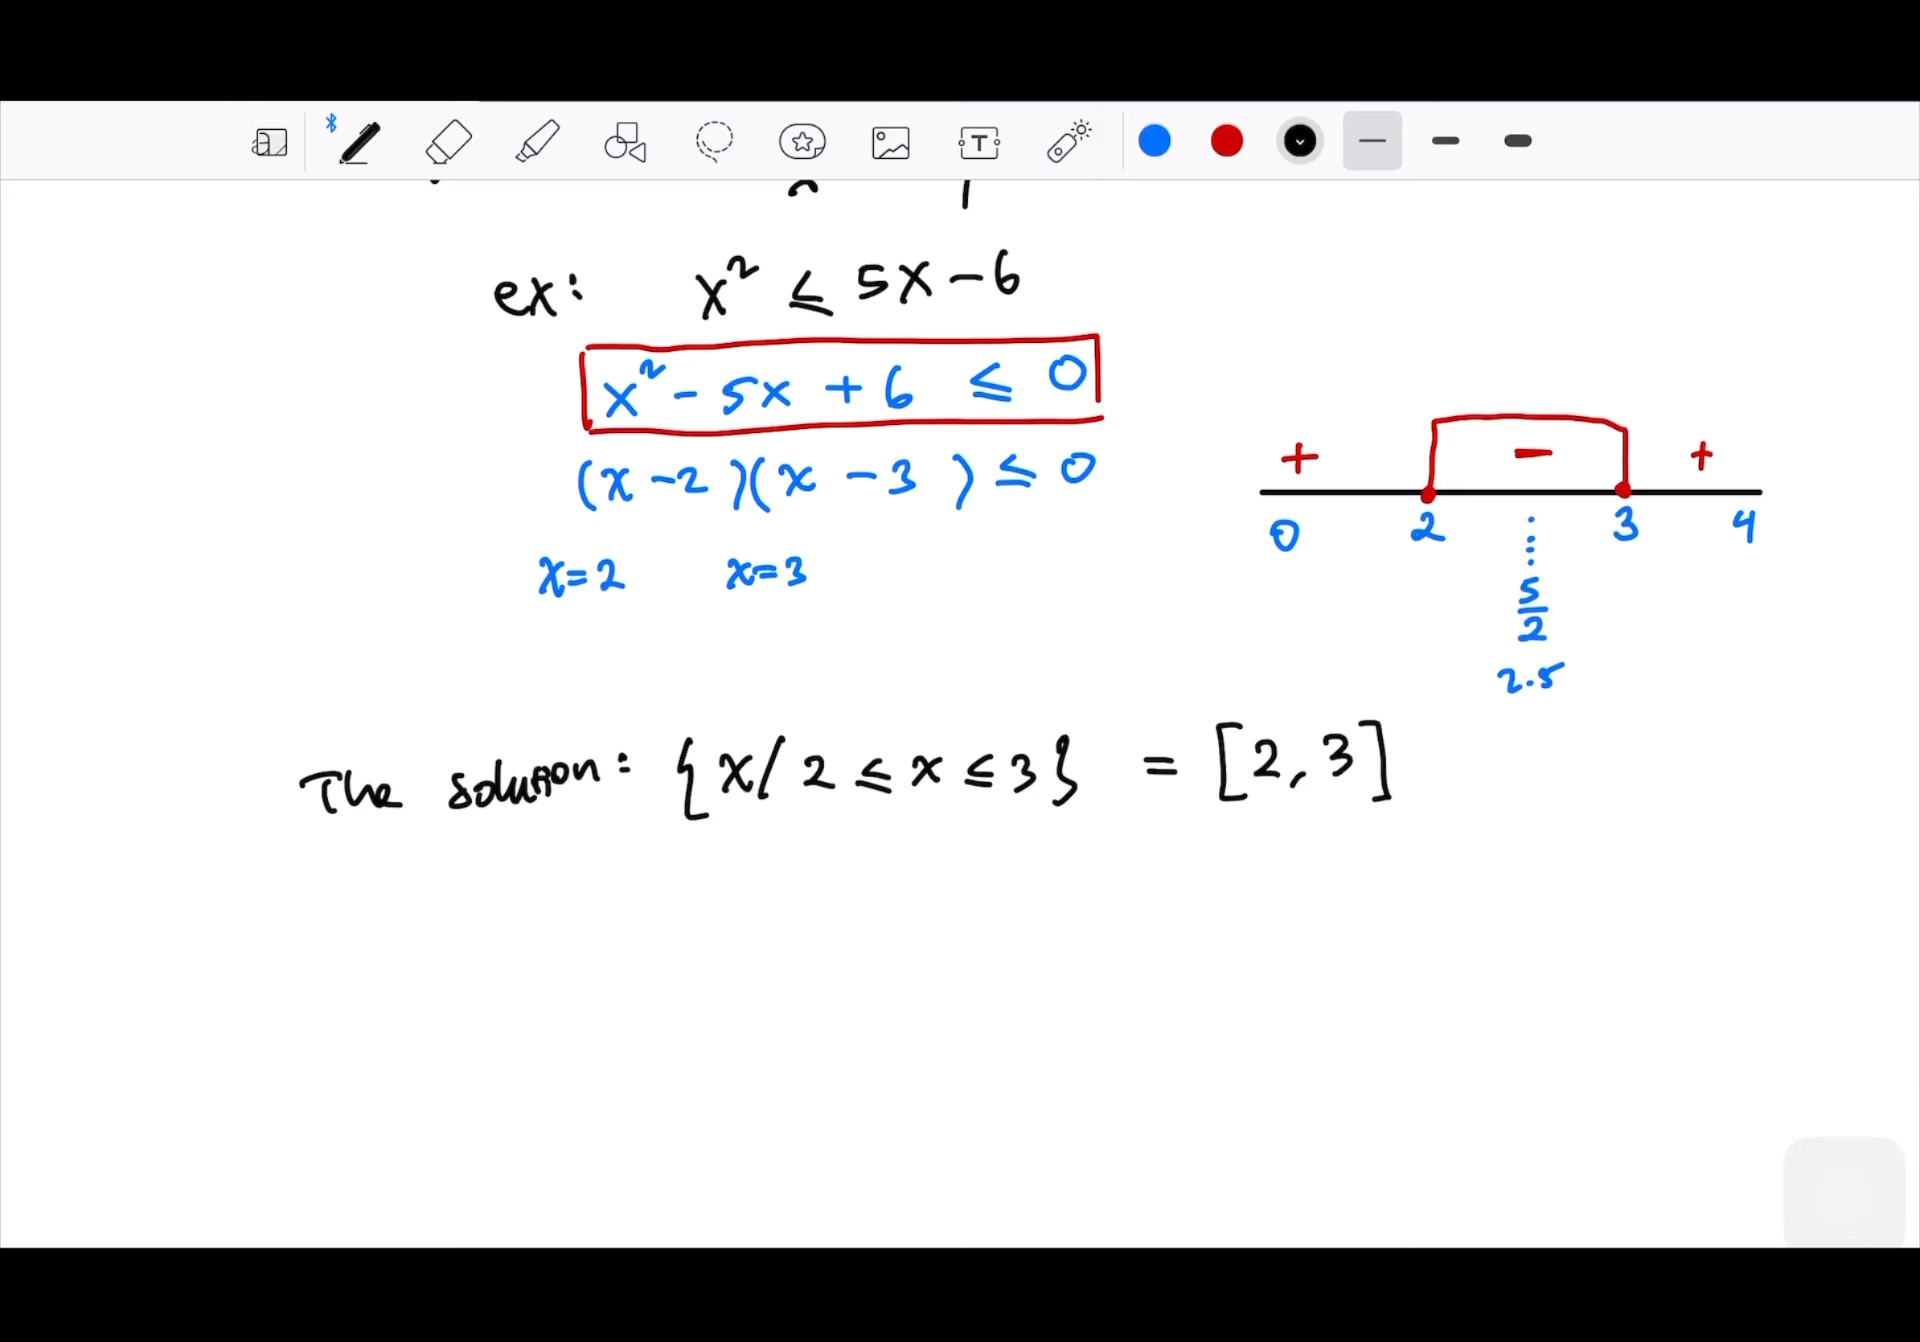 ex: x² ≤ 5x - 6
x² - 5x + 6 ≤ 0
(x - 2)(x - 3) ≤ 0
x = 2 x = 3
+ - +
0 2 3 4
5/2
2.5
The solution: {x/ 2 ≤ x ≤ 3} = [2, 3]